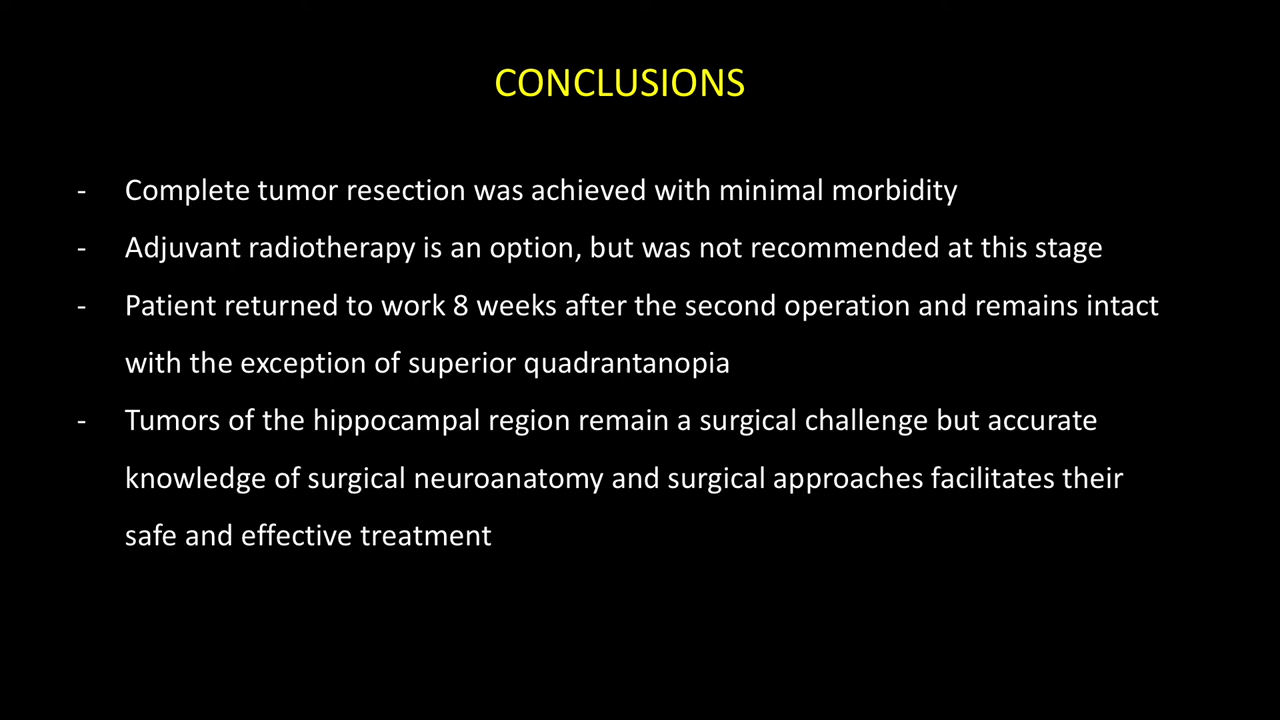 CONCLUSIONS
- Complete tumor resection was achieved with minimal morbidity
- Adjuvant radiotherapy is an option, but was not recommended at this stage
- Patient returned to work 8 weeks after the second operation and remains intact
with the exception of superior quadrantanopia
- Tumors of the hippocampal region remain a surgical challenge but accurate
knowledge of surgical neuroanatomy and surgical approaches facilitates their
safe and effective treatment